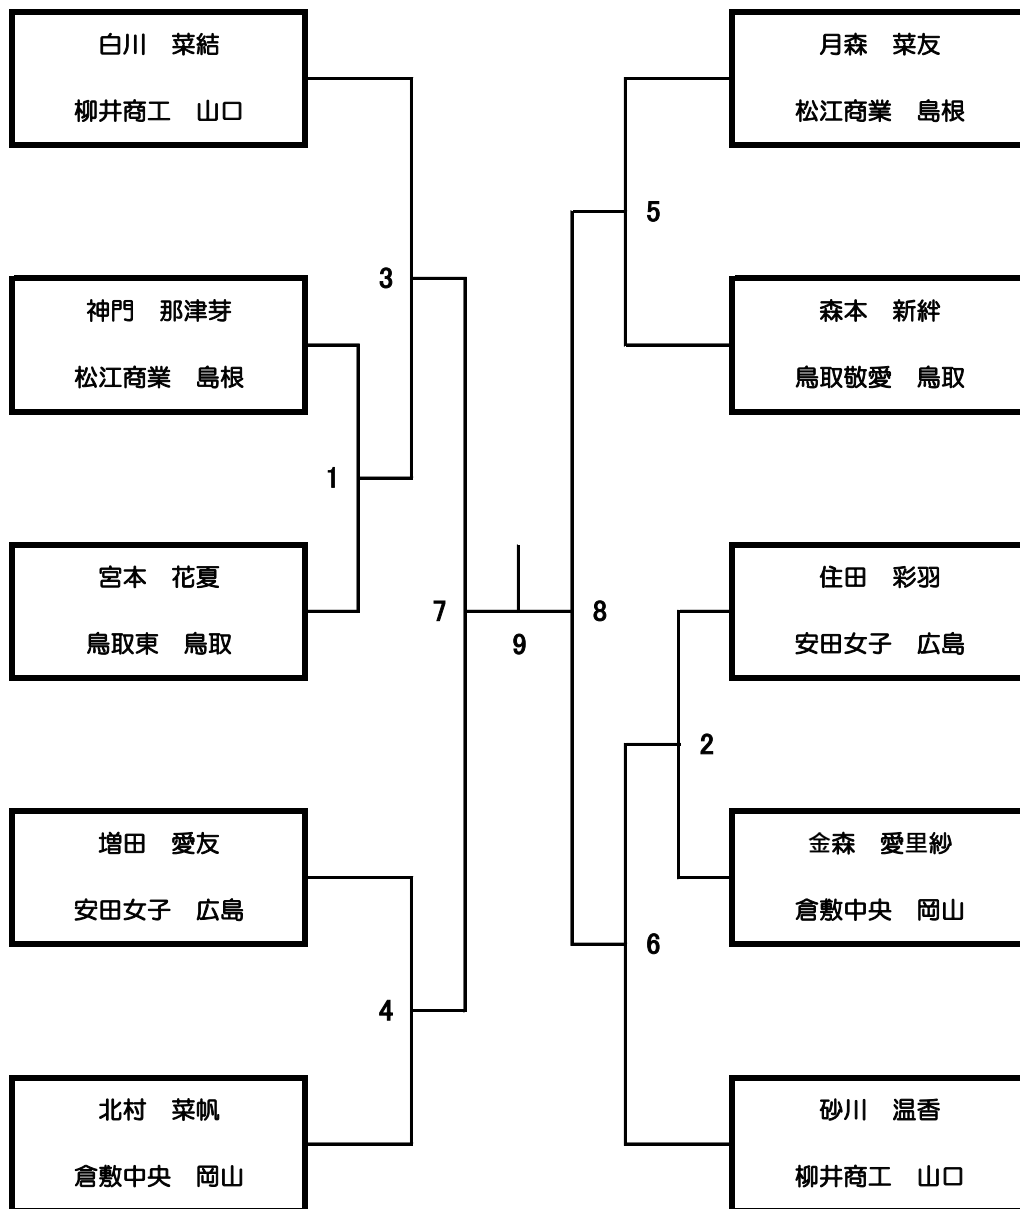 白川　菜結
柳井商工　山口
神門　那津芽
松江商業　島根
宮本　花夏
鳥取東　鳥取
増田　愛友
安田女子　広島
北村　菜帆
倉敷中央　岡山
3
1
7
4
9
8
5
2
6
月森　菜友
松江商業　島根
森本　新絆
鳥取敬愛　鳥取
住田　彩羽
安田女子　広島
金森　愛里紗
倉敷中央　岡山
砂川　温香
柳井商工　山口